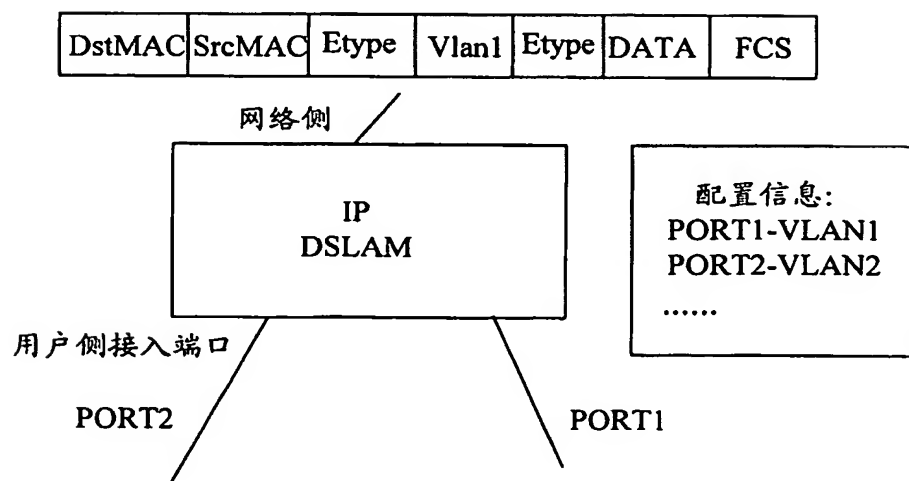 DstMAC SrcMAC Etype Vlan1 Etype DATA FCS
网络侧
IP
DSLAM
配置信息:
PORT1-VLAN1
PORT2-VLAN2
......
用户侧接入端口
PORT2
PORT1